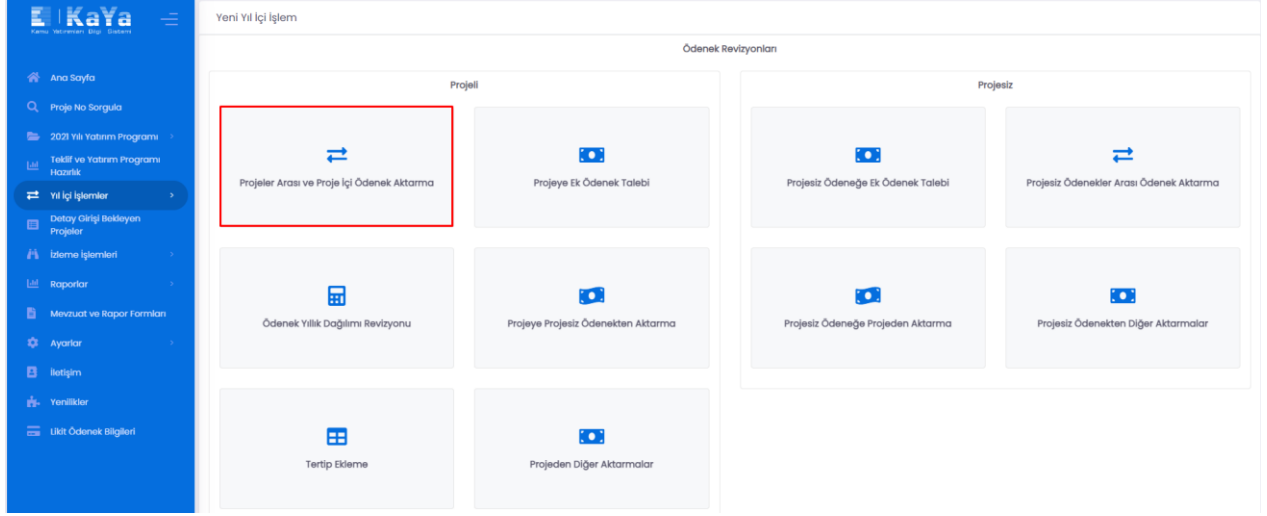 KaYa
Kamu Yatırımları Bilgi Sistemi
Ana Sayfa
Proje No Sorgula
2021 Yılı Yatırım Programı
Teklif ve Yatırım Programı
Hazırlık
Yıl İçi İşlemler
Detay Girişi Bekleyen
Projeler
İzleme İşlemleri
Raporlar
Mevzuat ve Rapor Formları
Ayarlar
İletişim
Yenilikler
Likit Ödenek Bilgileri
Yeni Yıl İçi İşlem
Ödenek Revizyonları
Projeli
Projeler Arası ve Proje İçi Ödenek Aktarma
Projeye Ek Ödenek Talebi
Ödenek Yıllık Dağılımı Revizyonu
Projeye Projesiz Ödenekten Aktarma
Tertip Ekleme
Projeden Diğer Aktarmalar
Projesiz
Projesiz Ödeneğe Ek Ödenek Talebi
Projesiz Ödenekler Arası Ödenek Aktarma
Projesiz Ödeneğe Projeden Aktarma
Projesiz Ödenekten Diğer Aktarmalar